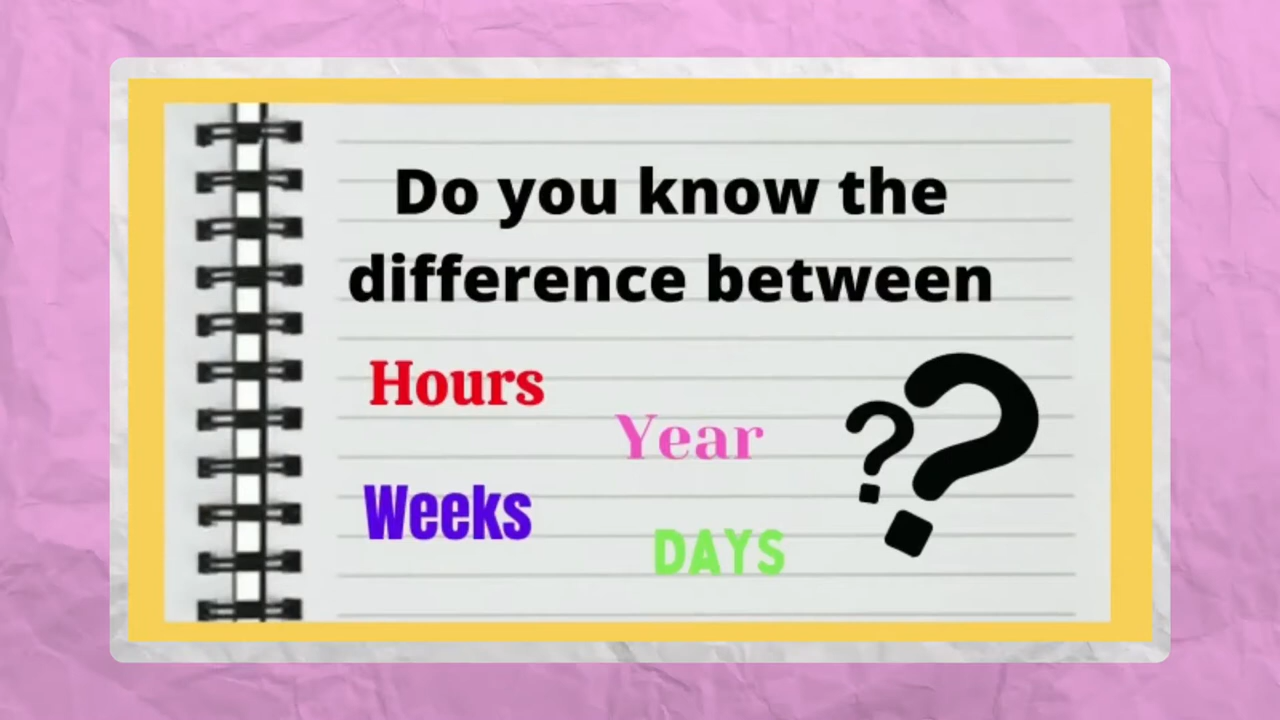 Do you know the
difference between
Hours
Year
Weeks
DAYS
??